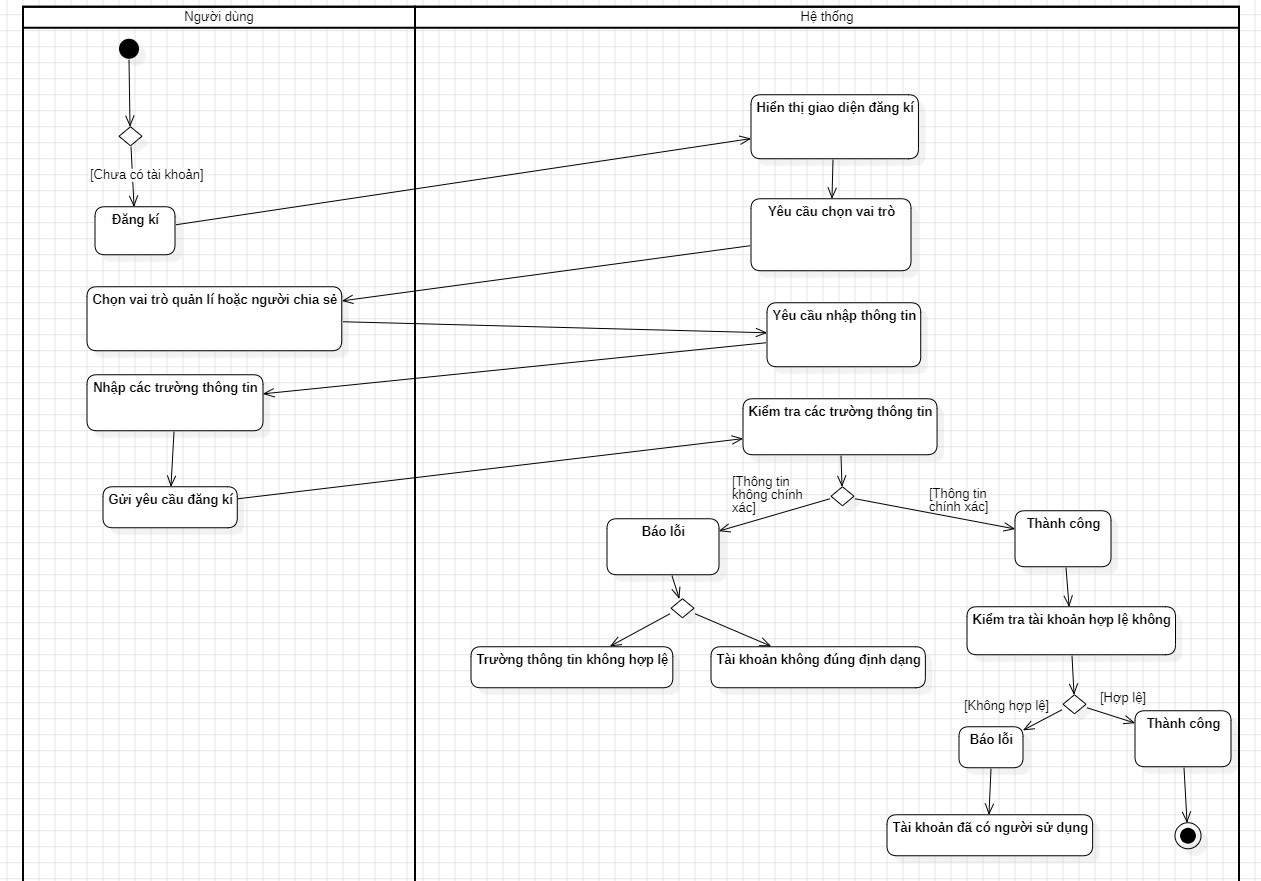 Người dùng
Hệ thống
Hiển thị giao diện đăng kí
[Chưa có tài khoản]
Đăng kí
Yêu cầu chọn vai trò
Chọn vai trò quản lí hoặc người chia sẻ
Yêu cầu nhập thông tin
Nhập các trường thông tin
Kiểm tra các trường thông tin
Gửi yêu cầu đăng kí
[Thông tin
không chính
xác]
[Thông tin
chính xác]
Báo lỗi
Thành công
Kiểm tra tài khoản hợp lệ không
Trường thông tin không hợp lệ
Tài khoản không đúng định dạng
[Không hợp lệ]
[Hợp lệ]
Báo lỗi
Thành công
Tài khoản đã có người sử dụng